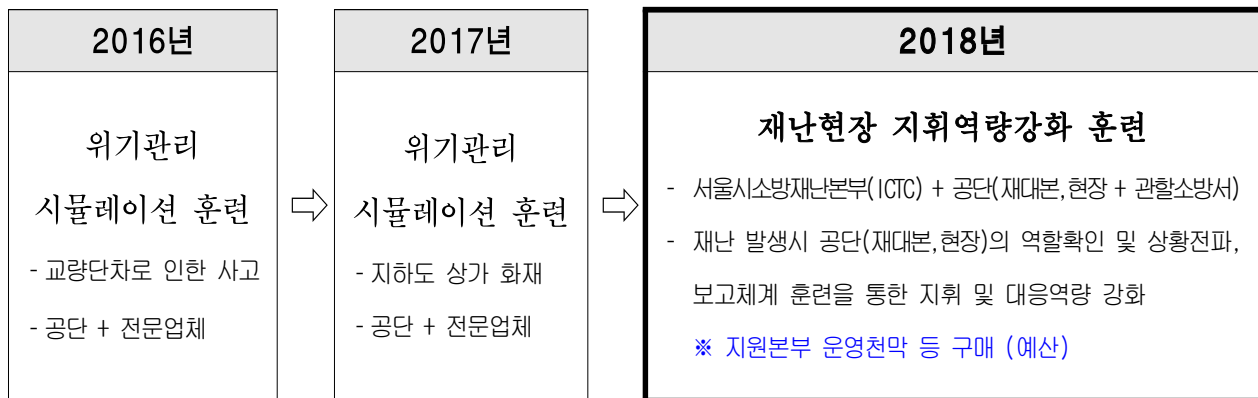 2016년
위기관리
시뮬레이션 훈련
- 교량단차로 인한 사고
- 공단 + 전문업체
⇨
2017년
위기관리
시뮬레이션 훈련
- 지하도 상가 화재
- 공단 + 전문업체
⇨
2018년
재난현장 지휘역량강화 훈련
- 서울시소방재난본부(ICTC) + 공단(재대본,현장 + 관할소방서)
- 재난 발생시 공단(재대본,현장)의 역할확인 및 상황전파,
보고체계 훈련을 통한 지휘 및 대응역량 강화
※ 지원본부 운영천막 등 구매 (예산)